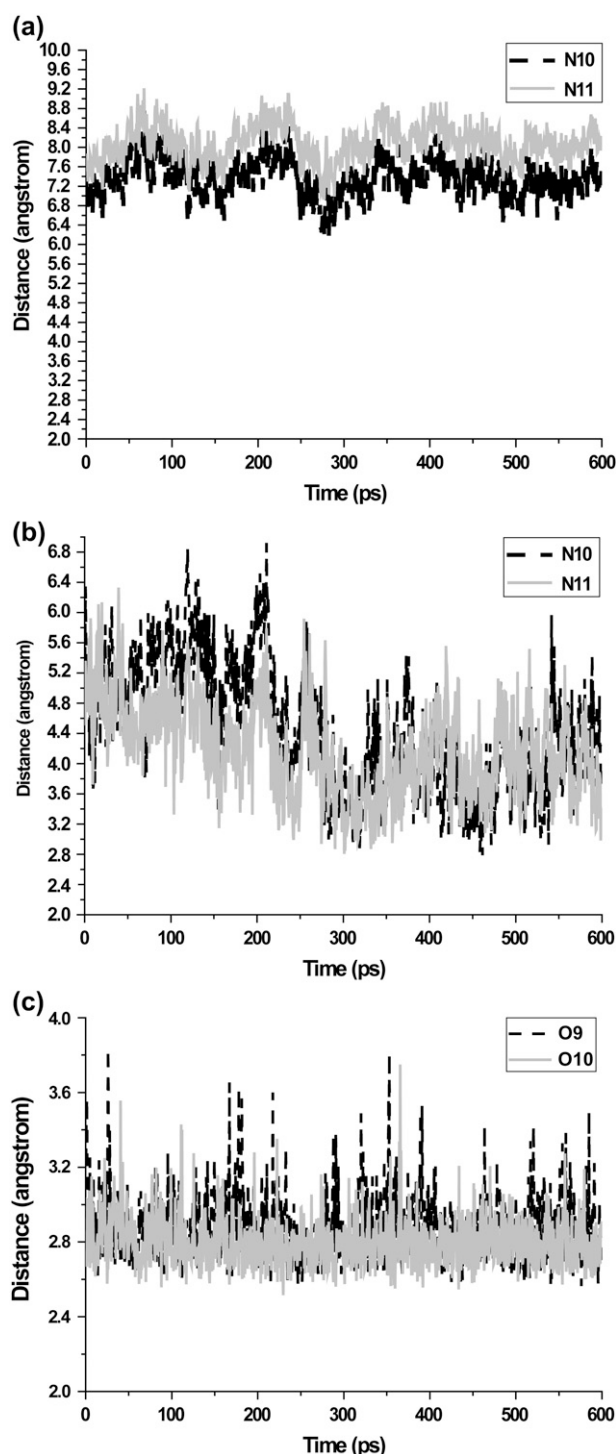 (a)
10.0
9.6
9.2
8.8
8.4
8.0
7.6
7.2
6.8
6.4
6.0
5.6
5.2
4.8
4.4
4.0
3.6
3.2
2.8
2.4
2.0
Distance (angstrom)
N10
N11
0 100 200 300 400 500 600
Time (ps)
(b)
6.8
6.4
6.0
5.6
5.2
4.8
4.4
4.0
3.6
3.2
2.8
2.4
2.0
Distance (angstrom)
N10
N11
0 100 200 300 400 500 600
Time (ps)
(c)
4.0
3.6
3.2
2.8
2.4
2.0
Distance (angstrom)
O9
O10
0 100 200 300 400 500 600
Time (ps)